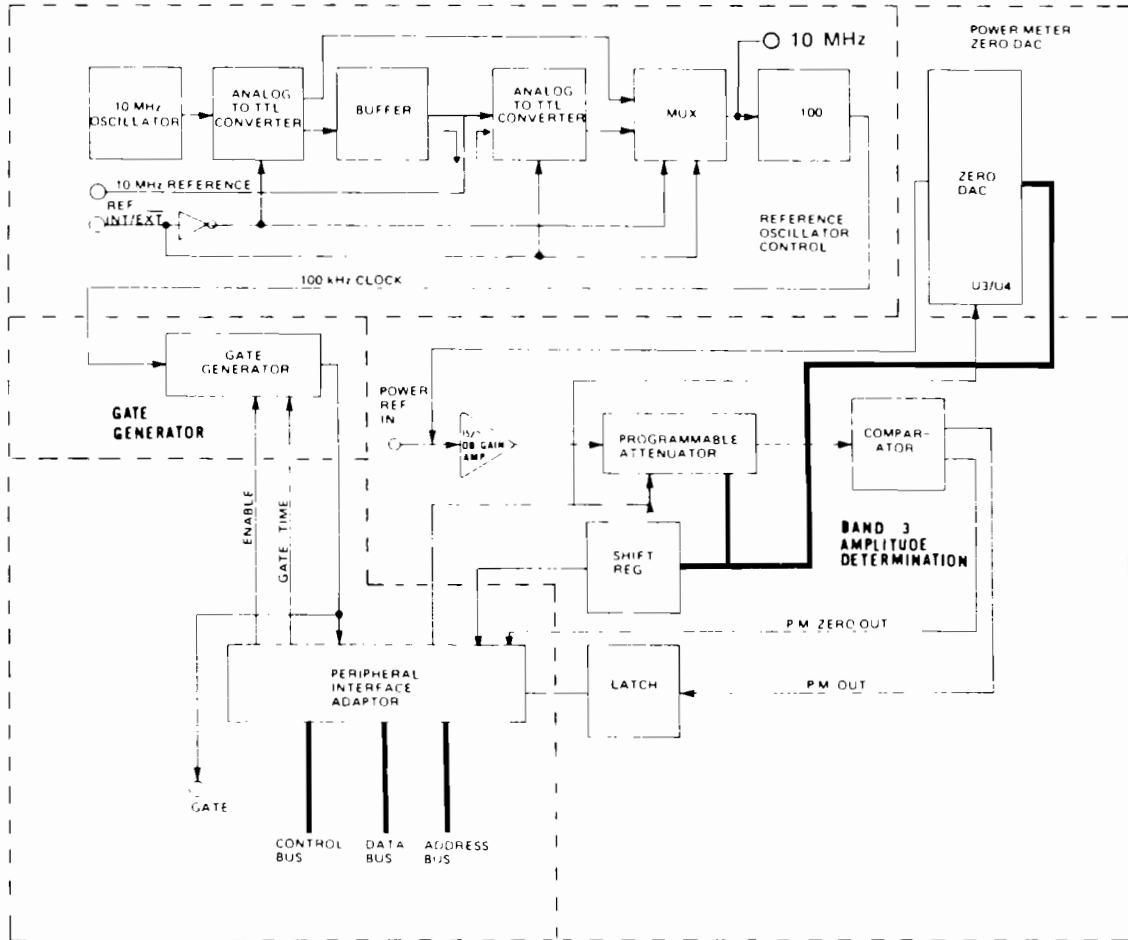 10 MHz
POWER METER
ZERO DAC
10 MHz
OSCILLATOR
ANALOG
TO TTL
CONVERTER
BUFFER
ANALOG
TO TTL
CONVERTER
MUX
100
ZERO
DAC
U3/U4
10 MHz REFERENCE
REF
INT/EXT
REFERENCE
OSCILLATOR
CONTROL
100 kHz CLOCK
GATE
GENERATOR
GATE
GENERATOR
POWER
REF
IN
DB GAIN
AMP
PROGRAMMABLE
ATTENUATOR
COMPAR-
ATOR
ENABLE
GATE TIME
SHIFT
REG
BAND 3
AMPLITUDE
DETERMINATION
P.M. ZERO OUT
PERIPHERAL
INTERFACE
ADAPTOR
LATCH
P.M. OUT
GATE
CONTROL
BUS
DATA
BUS
ADDRESS
BUS